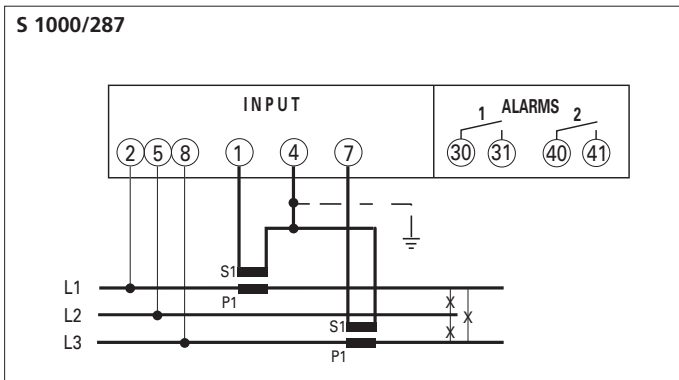 S 1000/287
INPUT
1 ALARMS 2
2 5 8 1 4 7 30 31 40 41
S1
L1
P1
L2
S1
L3
P1
X
X
X